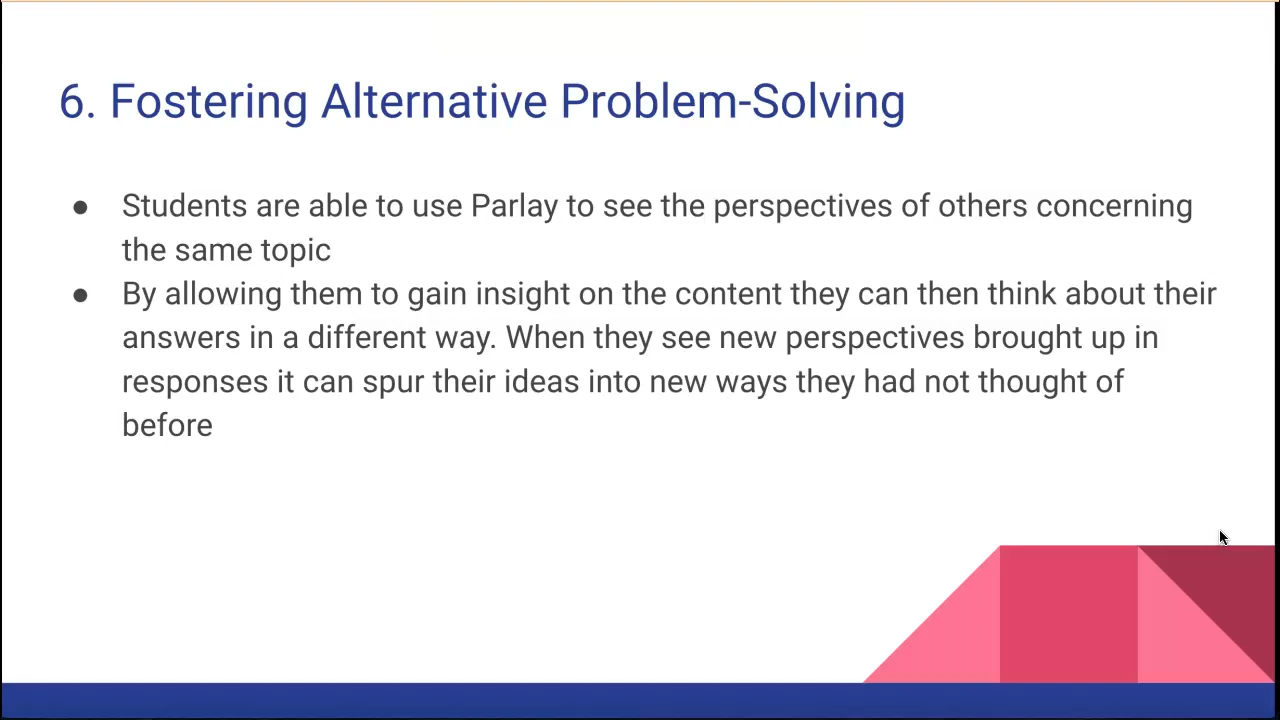 6. Fostering Alternative Problem-Solving
● Students are able to use Parlay to see the perspectives of others concerning
the same topic
● By allowing them to gain insight on the content they can then think about their
answers in a different way. When they see new perspectives brought up in
responses it can spur their ideas into new ways they had not thought of
before